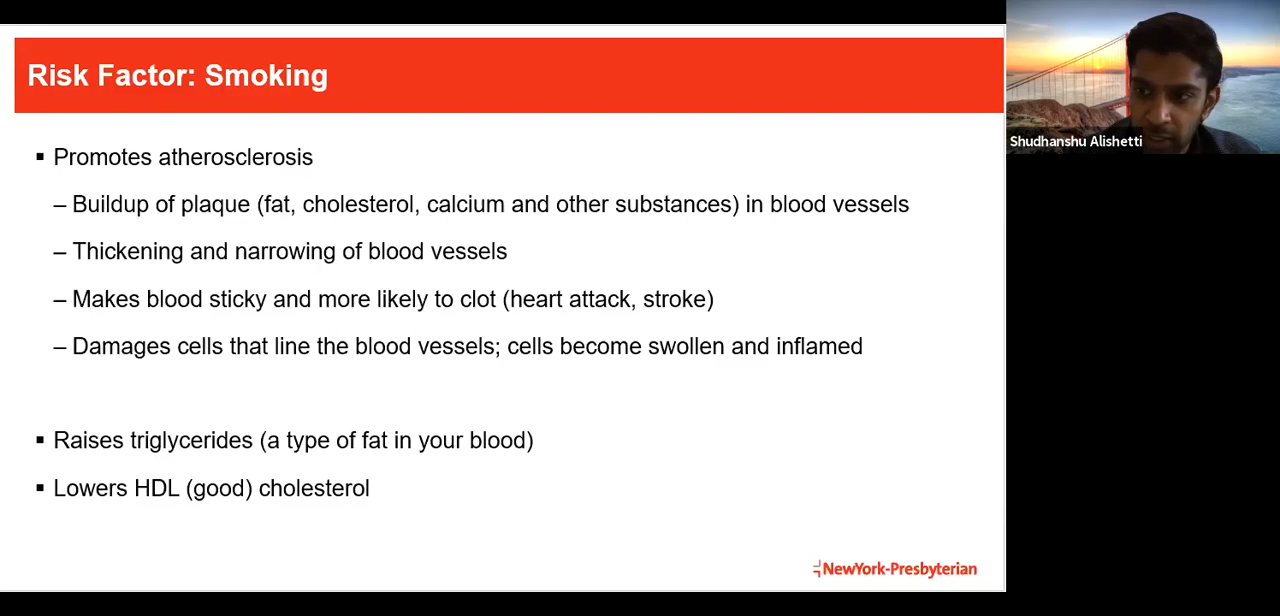 Risk Factor: Smoking
▪ Promotes atherosclerosis
– Buildup of plaque (fat, cholesterol, calcium and other substances) in blood vessels
– Thickening and narrowing of blood vessels
– Makes blood sticky and more likely to clot (heart attack, stroke)
– Damages cells that line the blood vessels; cells become swollen and inflamed
▪ Raises triglycerides (a type of fat in your blood)
▪ Lowers HDL (good) cholesterol
NewYork-Presbyterian
Shudhanshu Alishetti